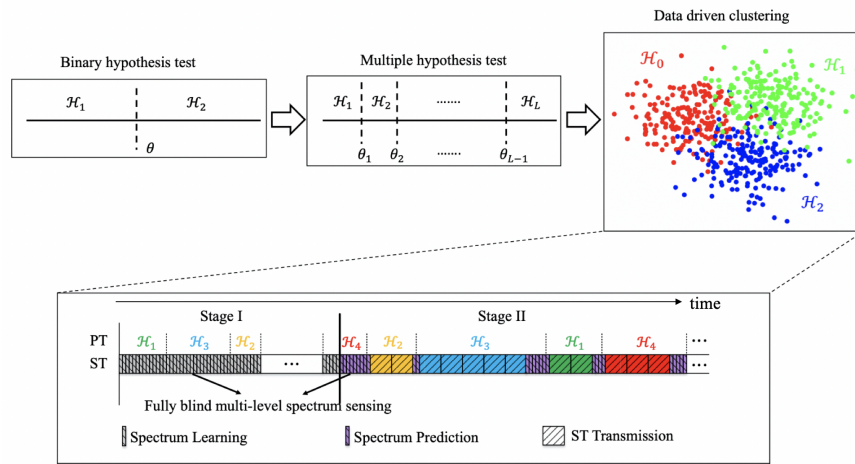 Data driven clustering
Binary hypothesis test
Multiple hypothesis test
ℋ₁ ℋ₂
θ
ℋ₁ ℋ₂ ....... ℋ_L
θ₁ θ₂ ....... θ_{L−1}
ℋ₀ ℋ₁
ℋ₂
time
Stage I Stage II
PT ℋ₁ ℋ₃ ℋ₂ ℋ₄ ℋ₂ ℋ₃ ℋ₁ ℋ₄ ...
ST ... ...
Fully blind multi-level spectrum sensing
Spectrum Learning Spectrum Prediction ST Transmission